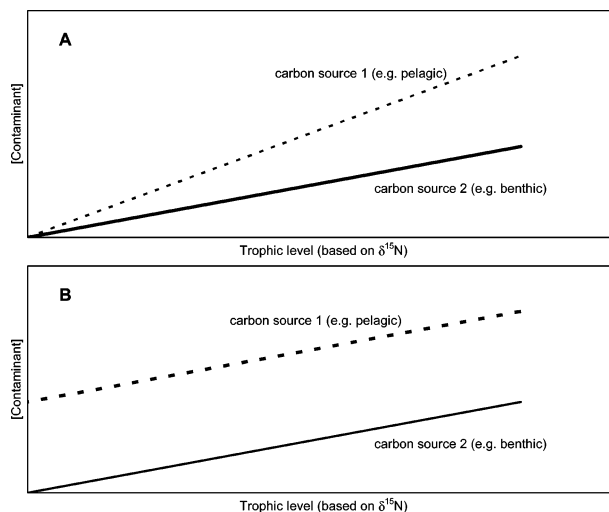 A
carbon source 1 (e.g. pelagic)
[Contaminant]
carbon source 2 (e.g. benthic)
Trophic level (based on δ¹⁵N)
B
carbon source 1 (e.g. pelagic)
[Contaminant]
carbon source 2 (e.g. benthic)
Trophic level (based on δ¹⁵N)